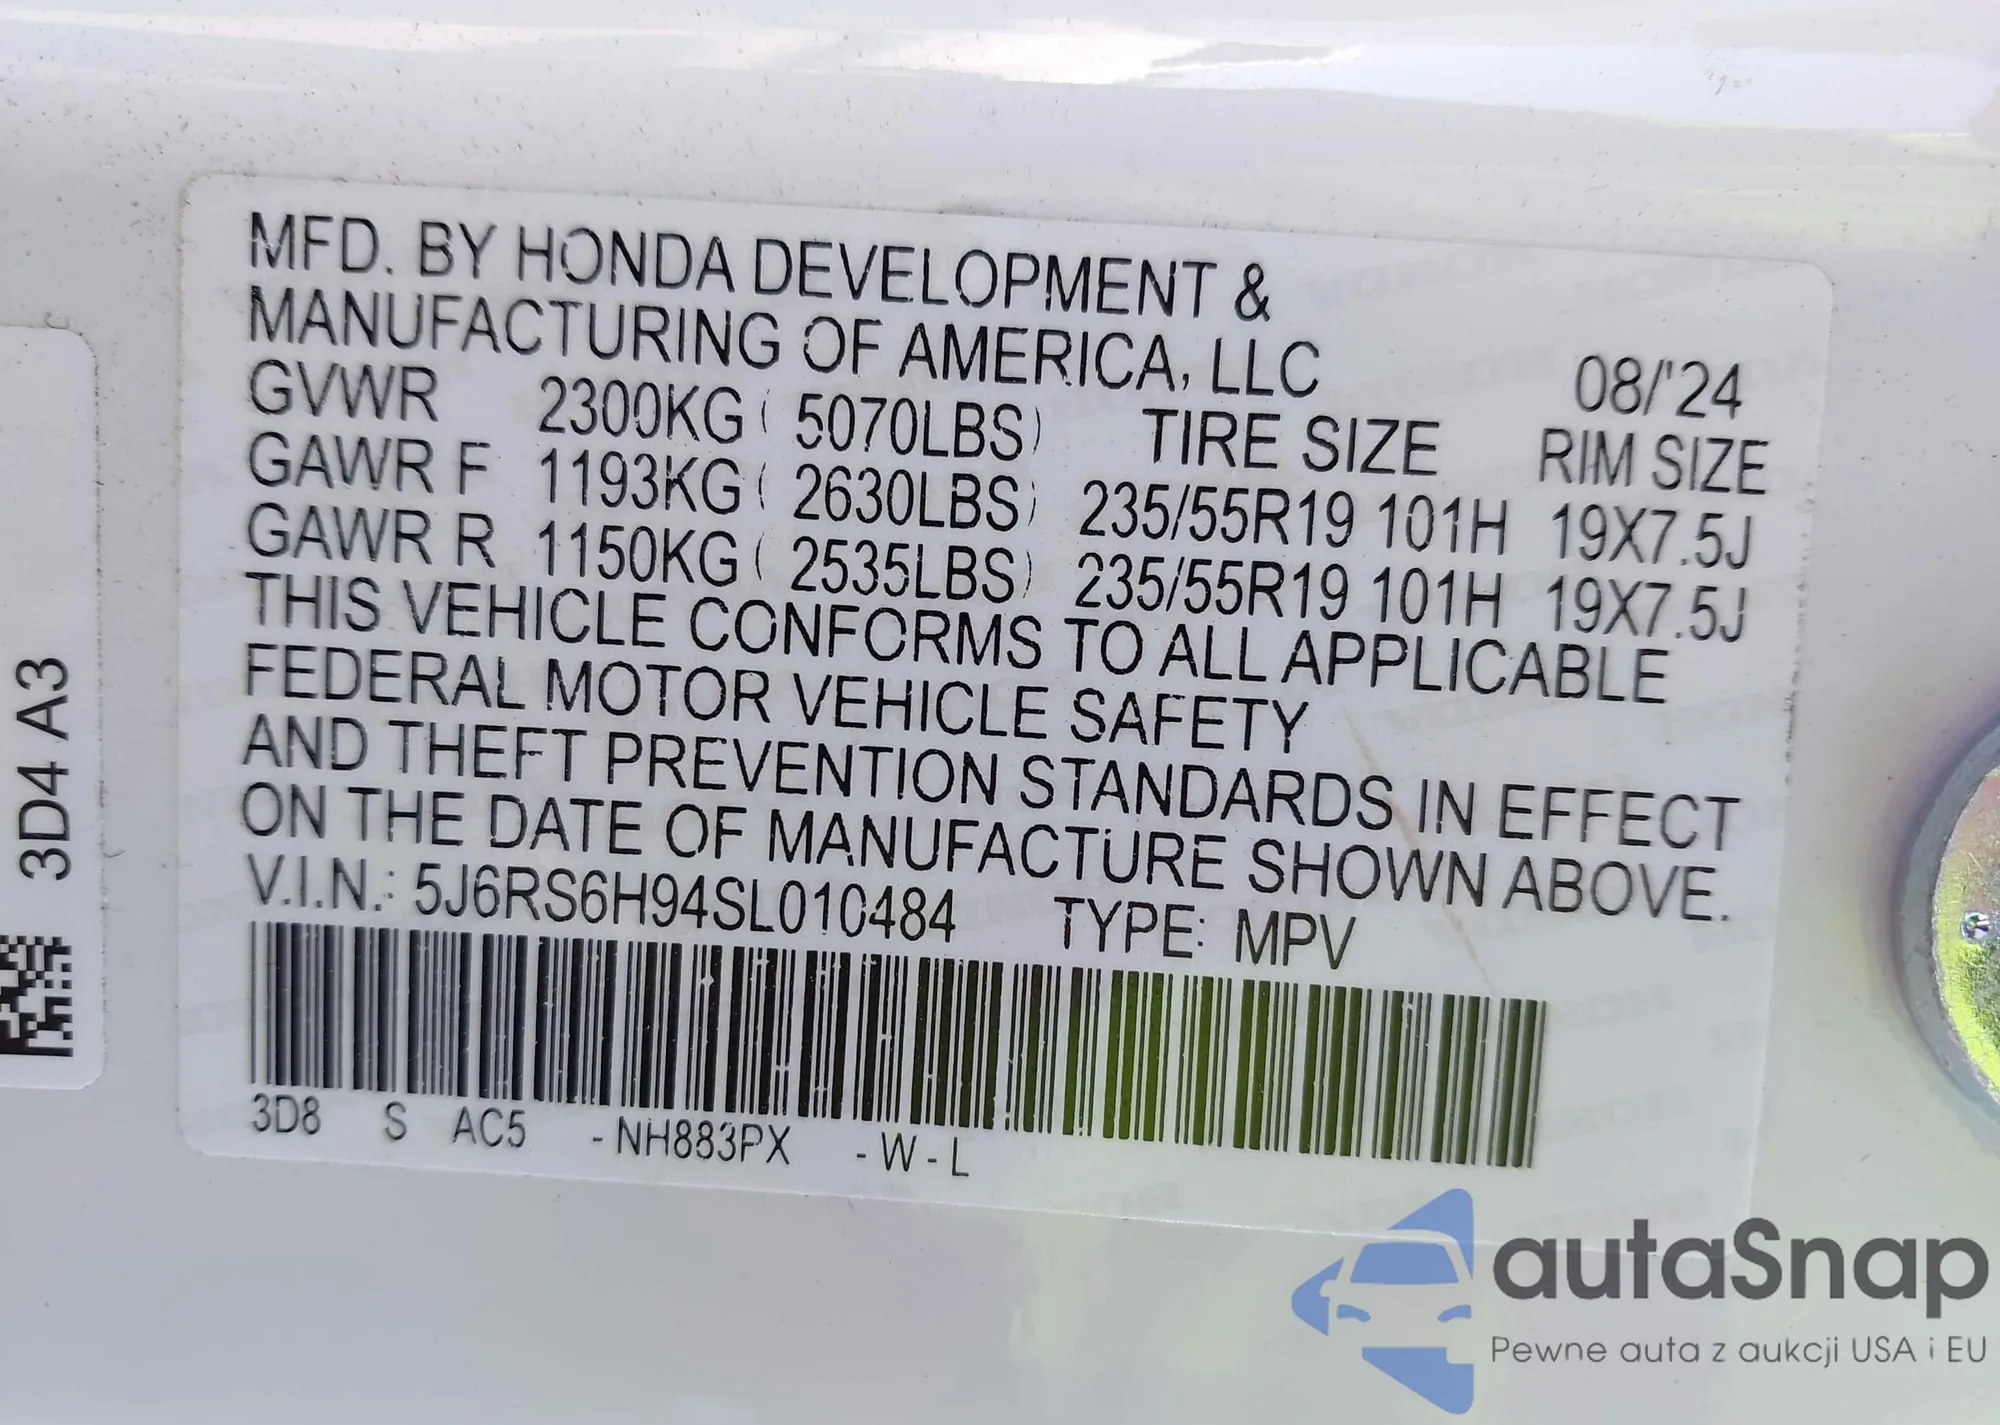 MFD. BY HONDA DEVELOPMENT &
MANUFACTURING OF AMERICA, LLC 08/'24
GVWR 2300KG ( 5070LBS) TIRE SIZE RIM SIZE
GAWR F 1193KG ( 2630LBS) 235/55R19 101H 19X7.5J
GAWR R 1150KG ( 2535LBS) 235/55R19 101H 19X7.5J
THIS VEHICLE CONFORMS TO ALL APPLICABLE
FEDERAL MOTOR VEHICLE SAFETY
AND THEFT PREVENTION STANDARDS IN EFFECT
ON THE DATE OF MANUFACTURE SHOWN ABOVE.
V.I.N.: 5J6RS6H94SL010484 TYPE: MPV
3D8 S AC5 -NH883PX -W-L
3D4 A3
autaSnap
Pewne auta z aukcji USA i EU